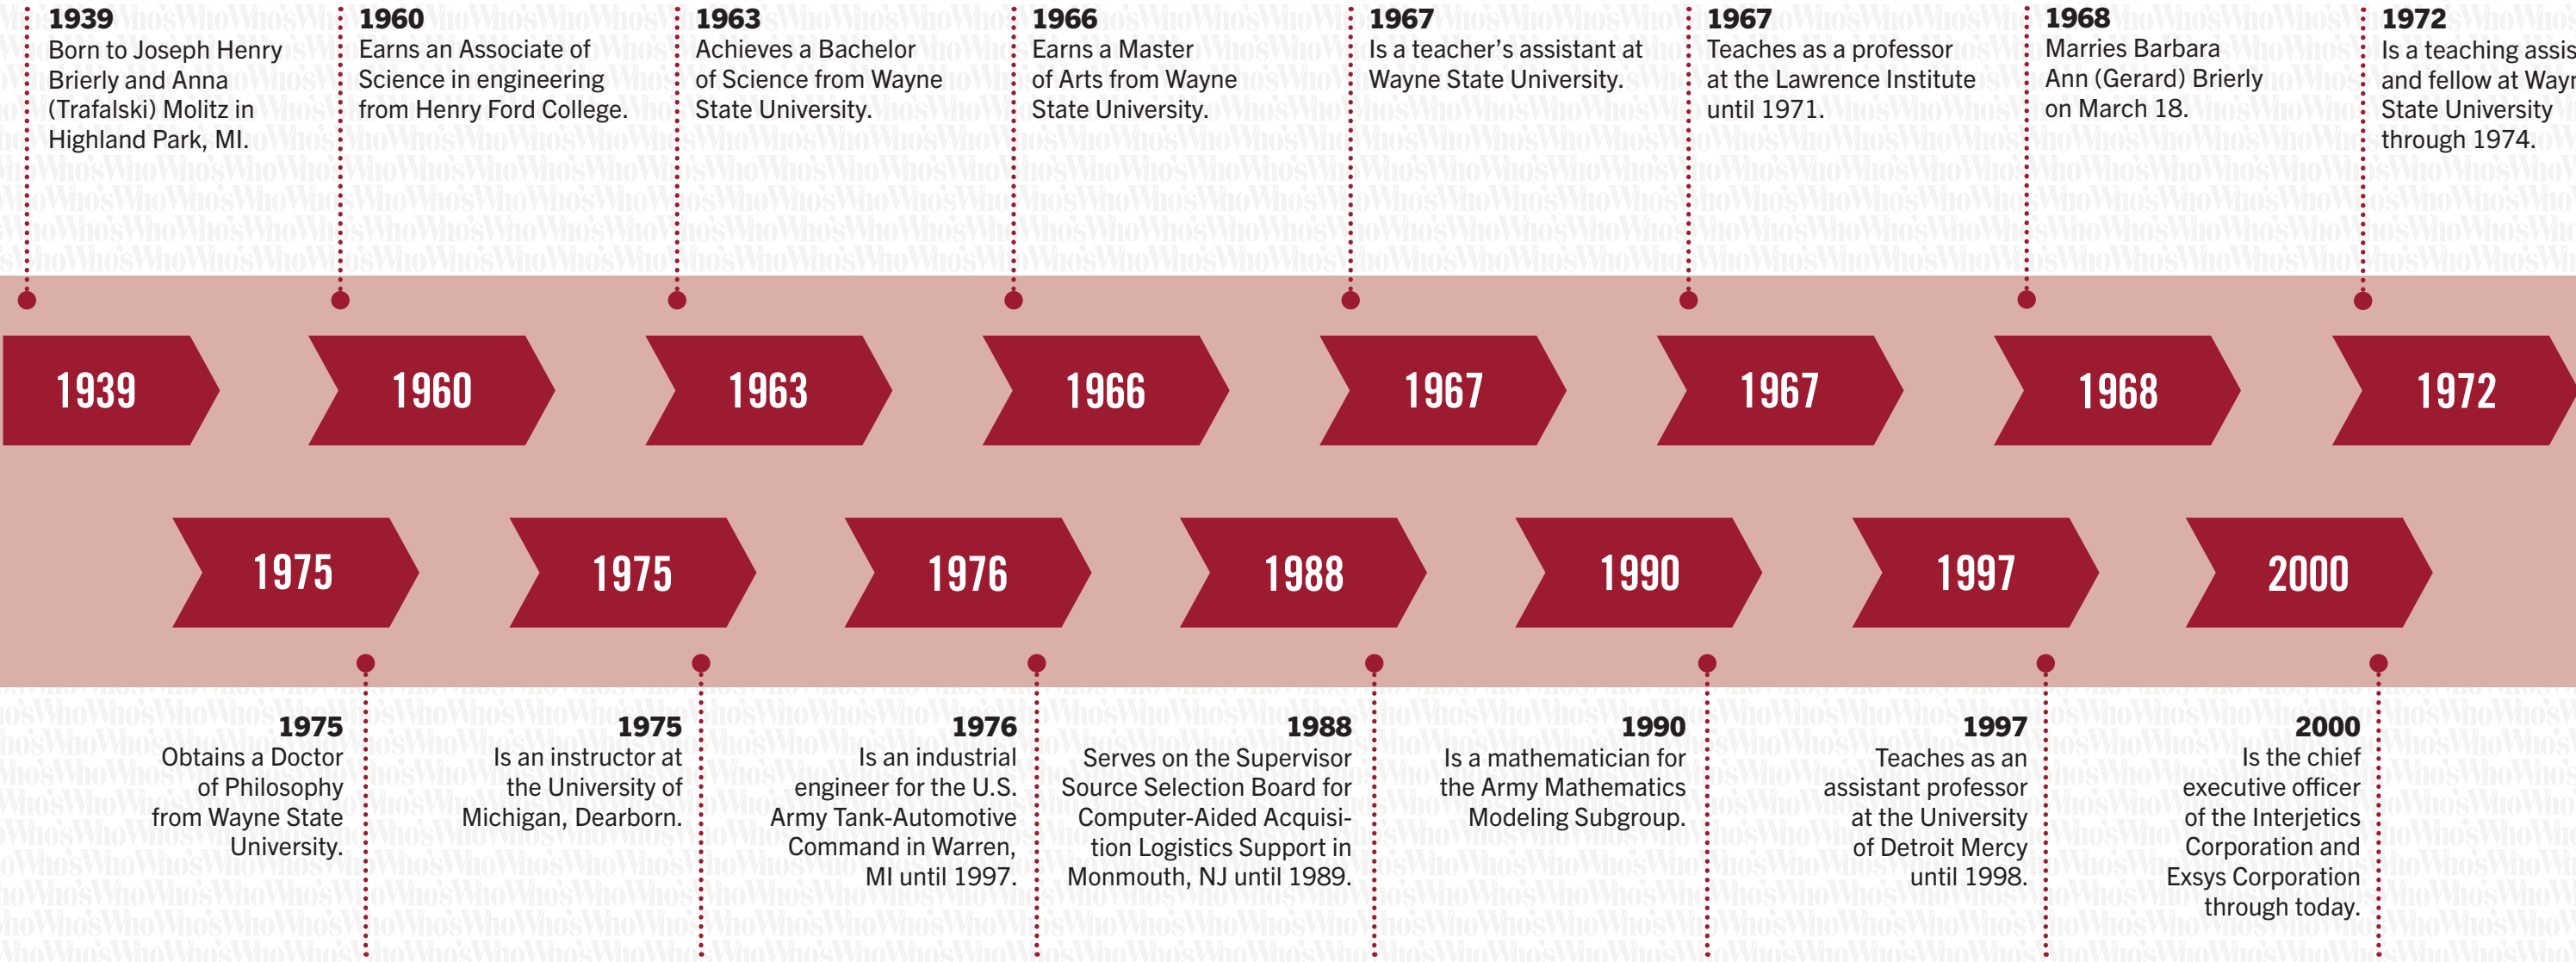 1939
Born to Joseph Henry
Brierly and Anna
(Trafalski) Molitz in
Highland Park, MI.
1960
Earns an Associate of
Science in engineering
from Henry Ford College.
1963
Achieves a Bachelor
of Science from Wayne
State University.
1966
Earns a Master
of Arts from Wayne
State University.
1967
Is a teacher's assistant at
Wayne State University.
1967
Teaches as a professor
at the Lawrence Institute
until 1971.
1968
Marries Barbara
Ann (Gerard) Brierly
on March 18.
1972
Is a teaching
and fellow at
State University
through 1974.
1939
1960
1963
1966
1967
1967
1968
1972
1975
1975
1976
1988
1990
1997
2000
1975
Obtains a Doctor
of Philosophy
from Wayne State
University.
1975
Is an instructor at
the University of
Michigan, Dearborn.
1976
Is an industrial
engineer for the U.S.
Army Tank-Automotive
Command in Warren,
MI until 1997.
1988
Serves on the Supervisor
Source Selection Board for
Computer-Aided Acquisi-
tion Logistics Support in
Monmouth, NJ until 1989.
1990
Is a mathematician for
the Army Mathematics
Modeling Subgroup.
1997
Teaches as an
assistant professor
at the University
of Detroit Mercy
until 1998.
2000
Is the chief
executive officer
of the Interjetics
Corporation and
Exsys Corporation
through today.